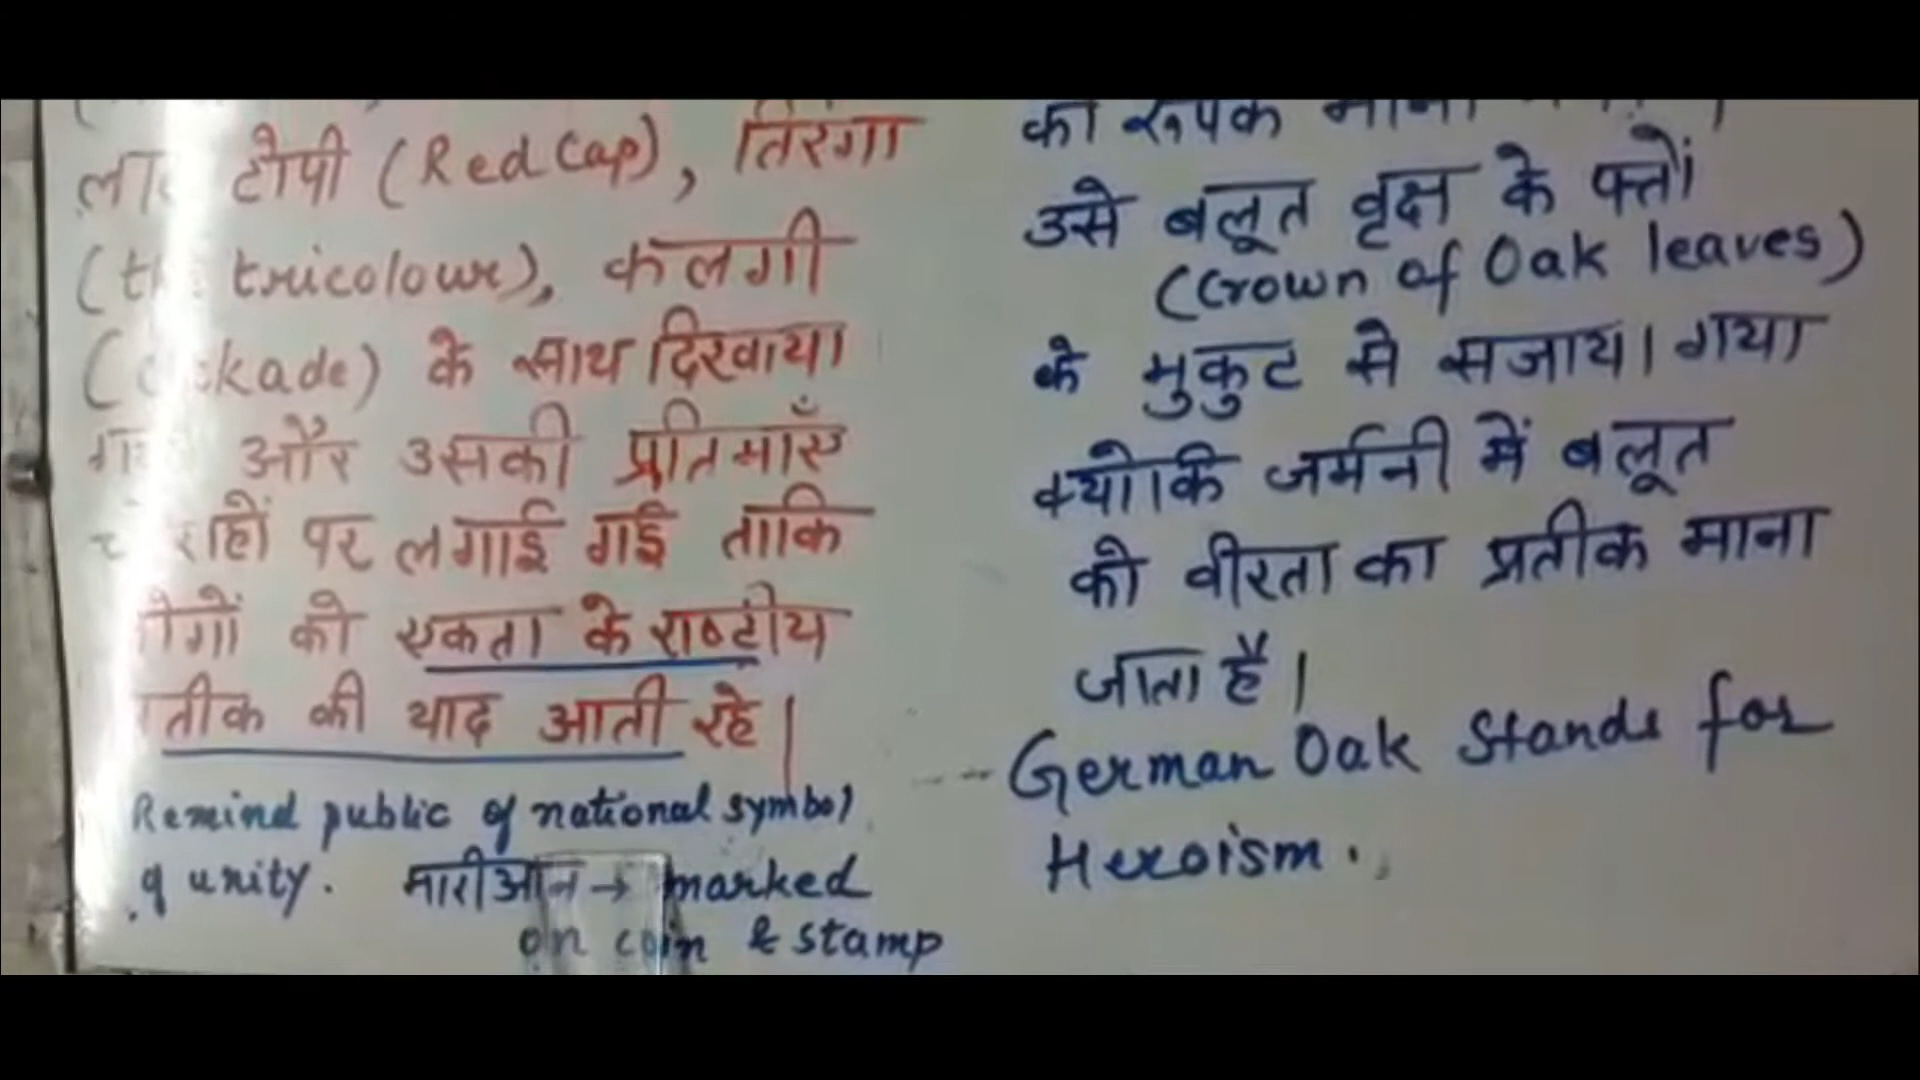 टोपी (Red Cap), तिरंगा
tricolour), कलगी
के साथ दिखाया
और उसकी प्रतिमाएँ
पर लगाई गई ताकि
को एकता के राष्ट्रीय
की याद आती रहे।
Remind public of national symbol
of unity. मारीआन → marked
on coin & stamp
को रूपक
उसे बलूत वृक्ष के पत्तों
(Crown of Oak leaves)
के मुकुट से सजाया गया
क्योंकि जर्मनी में बलूत
को वीरता का प्रतीक माना
जाता है।
German Oak Stands for
Heroism.